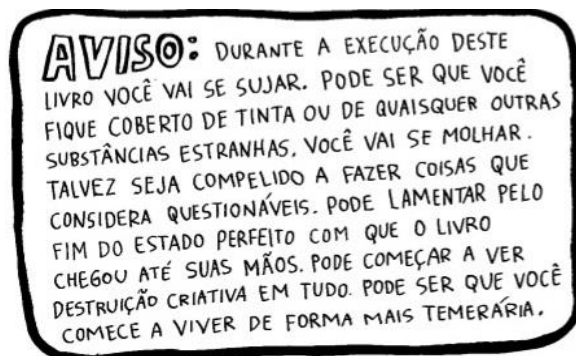 AVISO: DURANTE A EXECUÇÃO DESTE
LIVRO VOCÊ VAI SE SUJAR. PODE SER QUE VOCÊ
FIQUE COBERTO DE TINTA OU DE QUAISQUER OUTRAS
SUBSTÂNCIAS ESTRANHAS. VOCÊ VAI SE MOLHAR.
TALVEZ SEJA COMPELIDO A FAZER COISAS QUE
CONSIDERA QUESTIONÁVEIS. PODE LAMENTAR PELO
FIM DO ESTADO PERFEITO COM QUE O LIVRO
CHEGOU ATÉ SUAS MÃOS. PODE COMEÇAR A VER
DESTRUIÇÃO CRIATIVA EM TUDO. PODE SER QUE VOCÊ
COMECE A VIVER DE FORMA MAIS TEMERÁRIA.